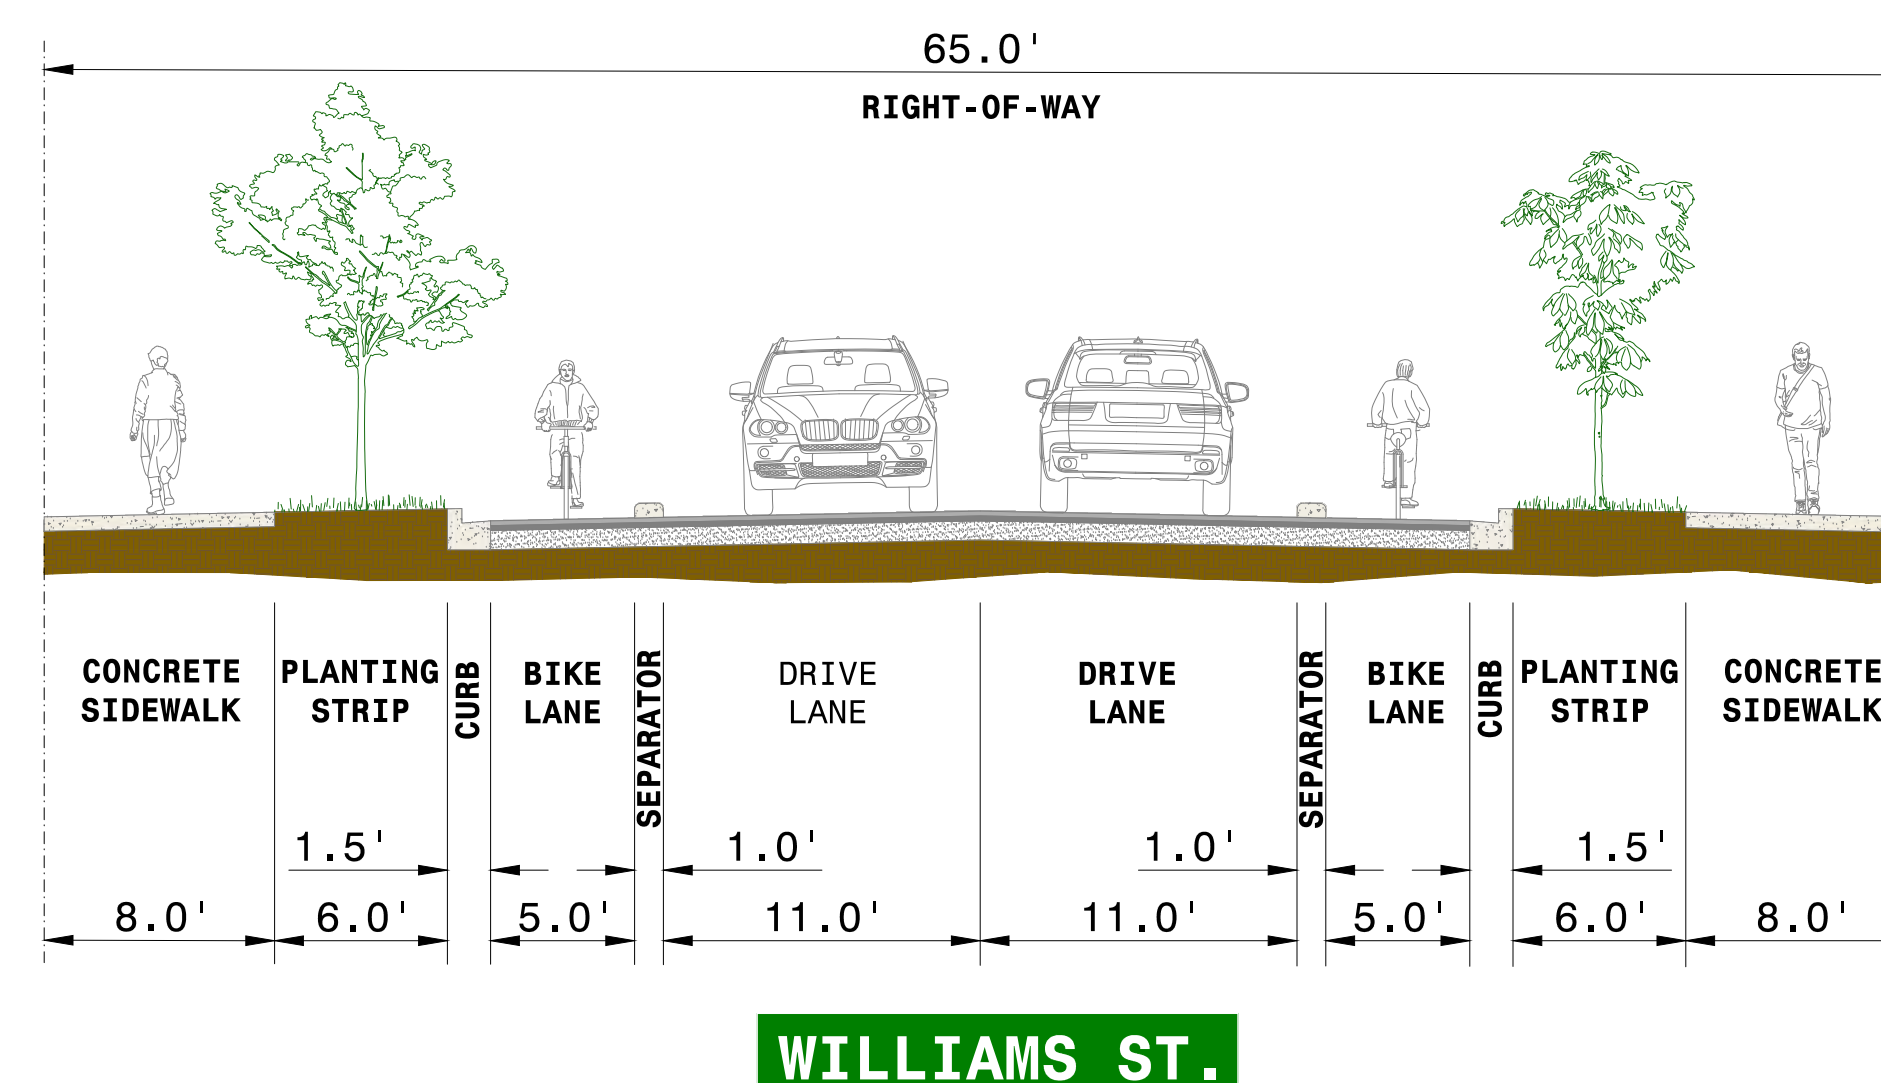 65.0'
RIGHT-OF-WAY
CONCRETE
SIDEWALK
PLANTING
STRIP
CURB
BIKE
LANE
SEPARATOR
DRIVE
LANE
DRIVE
LANE
SEPARATOR
BIKE
LANE
CURB
PLANTING
STRIP
CONCRETE
SIDEWALK
1.5'
1.0'
1.0'
1.5'
8.0'
6.0'
5.0'
11.0'
11.0'
5.0'
6.0'
8.0'
WILLIAMS ST.